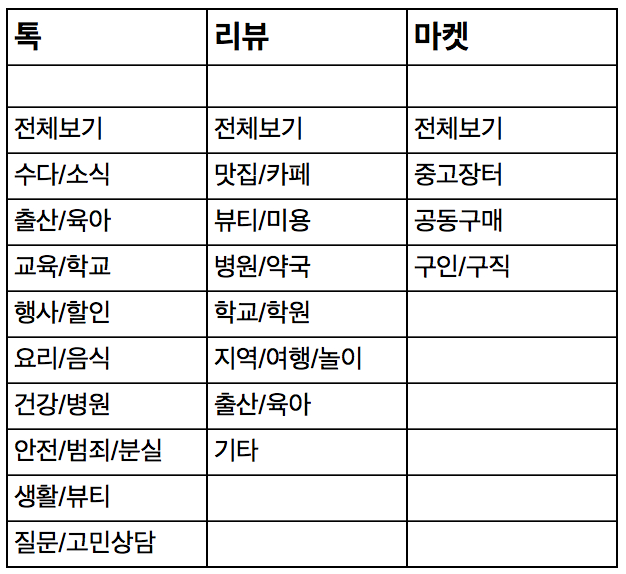 톡 리뷰 마켓
전체보기 전체보기 전체보기
수다/소식 맛집/카페 중고장터
출산/육아 뷰티/미용 공동구매
교육/학교 병원/약국 구인/구직
행사/할인 학교/학원
요리/음식 지역/여행/놀이
건강/병원 출산/육아
안전/범죄/분실 기타
생활/뷰티
질문/고민상담